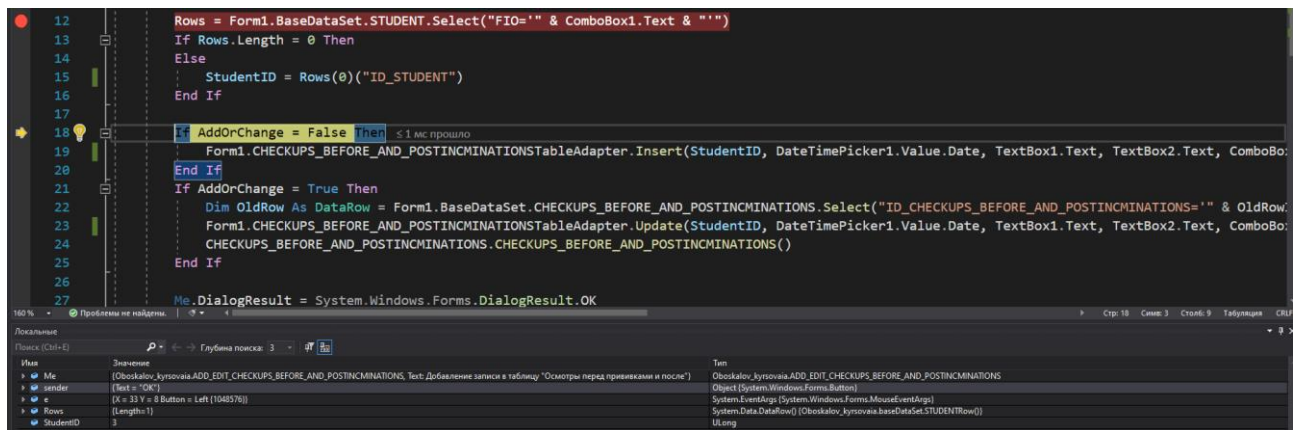 12 Rows = Form1.BaseDataSet.STUDENT.Select("FIO='" & ComboBox1.Text & "'")
13 If Rows.Length = 0 Then
14 Else
15 StudentID = Rows(0)("ID_STUDENT")
16 End If
17
18 If AddOrChange = False Then ≤ 1 мс прошло
19 Form1.CHECKUPS_BEFORE_AND_POSTINCMINATIONSTableAdapter.Insert(StudentID, DateTimePicker1.Value.Date, TextBox1.Text, TextBox2.Text, ComboBo
20 End If
21 If AddOrChange = True Then
22 Dim OldRow As DataRow = Form1.BaseDataSet.CHECKUPS_BEFORE_AND_POSTINCMINATIONS.Select("ID_CHECKUPS_BEFORE_AND_POSTINCMINATIONS='" & OldRow
23 Form1.CHECKUPS_BEFORE_AND_POSTINCMINATIONSTableAdapter.Update(StudentID, DateTimePicker1.Value.Date, TextBox1.Text, TextBox2.Text, ComboBo
24 CHECKUPS_BEFORE_AND_POSTINCMINATIONS.CHECKUPS_BEFORE_AND_POSTINCMINATIONS()
25 End If
26
27 Me.DialogResult = System.Windows.Forms.DialogResult.OK
160 % Проблемы не найдены. Стр: 18 Симв: 3 Столб: 9 Табуляция CRLF
Локальные
Поиск (Ctrl+E) Глубина поиска: 3
Имя Значение Тип
Me {Oboskalov_kyrsovaia.ADD_EDIT_CHECKUPS_BEFORE_AND_POSTINCMINATIONS, Text: Добавление записи в таблицу "Осмотры перед прививками и после"} Oboskalov_kyrsovaia.ADD_EDIT_CHECKUPS_BEFORE_AND_POSTINCMINATIONS
sender {Text = "OK"} Object {System.Windows.Forms.Button}
e {X = 33 Y = 8 Button = Left {1048576}} System.EventArgs {System.Windows.Forms.MouseEventArgs}
Rows {Length=1} System.Data.DataRow() {Oboskalov_kyrsovaia.baseDataSet.STUDENTRow()}
StudentID 3 ULong